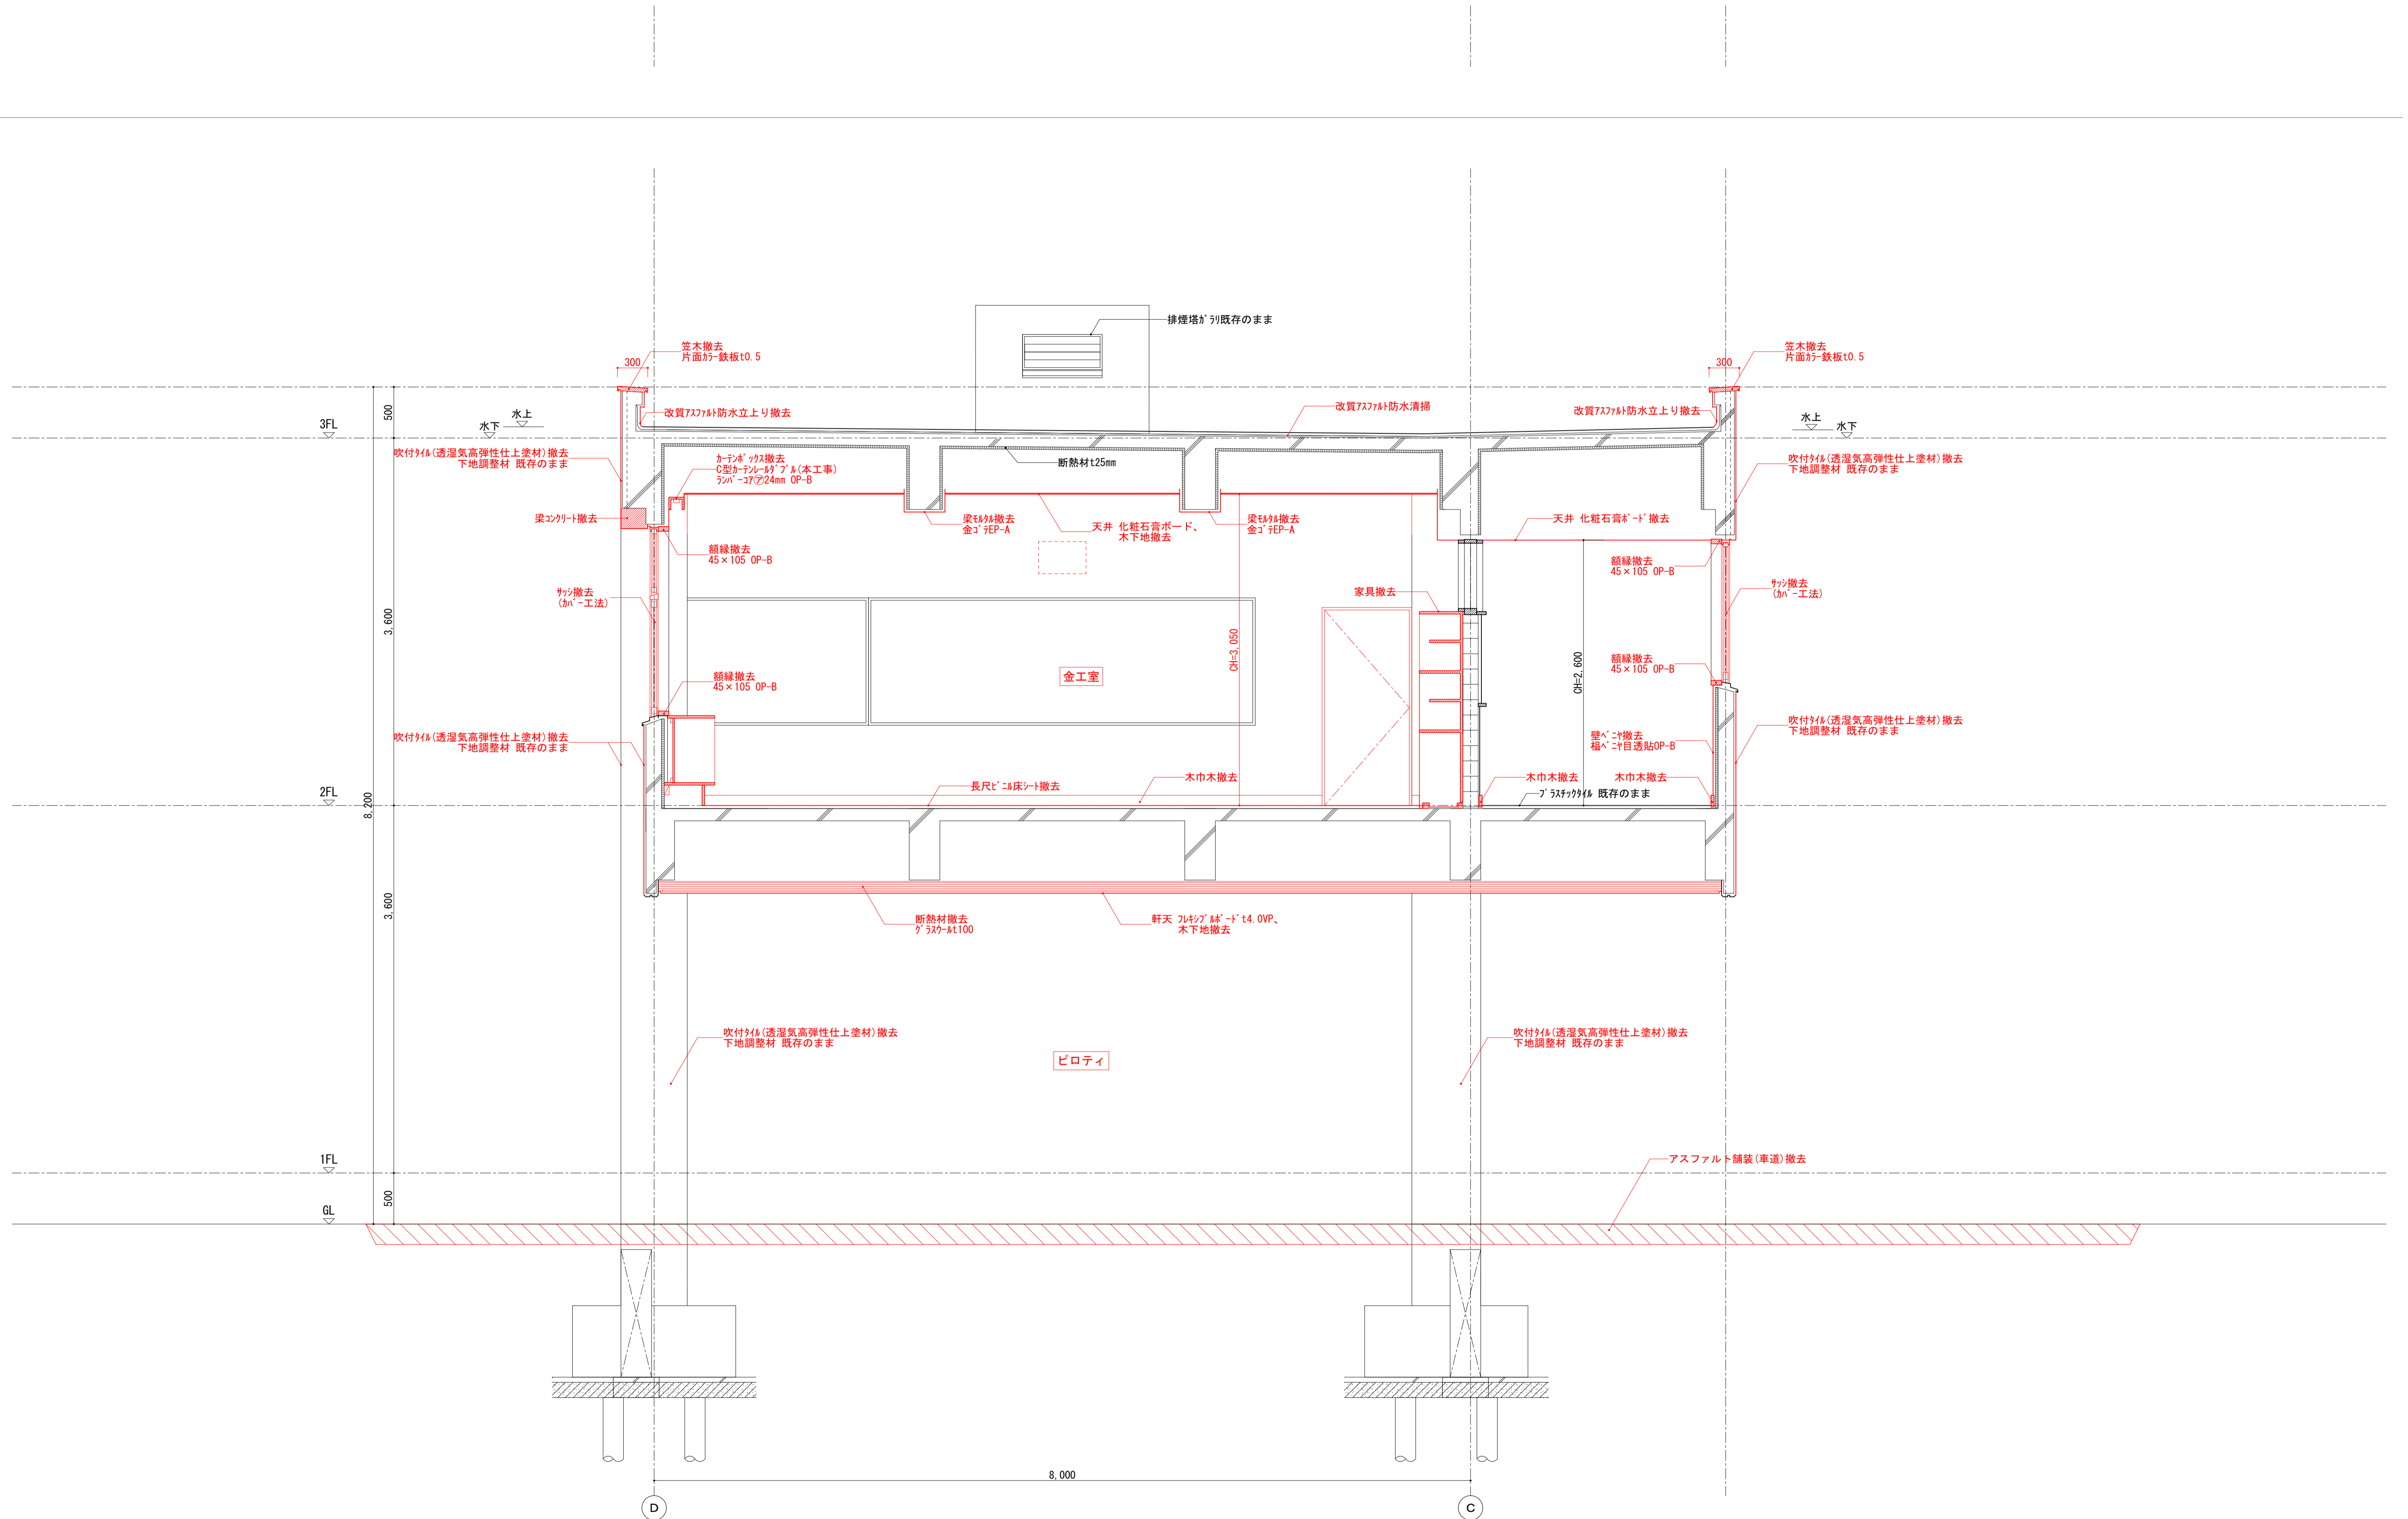 排煙塔ｶﾞﾗﾘ既存のまま
笠木撤去
片面ｶﾗｰ鉄板t0.5
300
笠木撤去
片面ｶﾗｰ鉄板t0.5
300
500
改質ｱｽﾌｧﾙﾄ防水立上り撤去
改質ｱｽﾌｧﾙﾄ防水清掃
改質ｱｽﾌｧﾙﾄ防水立上り撤去
水上
水下
3FL
水上
水下
吹付ﾀｲﾙ(透湿気高弾性仕上塗材)撤去
下地調整材 既存のまま
ｶｰﾃﾝﾎﾞｯｸｽ撤去
C型ｶｰﾃﾝﾚｰﾙﾀﾞﾌﾞﾙ(本工事)
ﾗﾝﾊﾞｰｺｱ㋐24mm OP-B
断熱材t25mm
吹付ﾀｲﾙ(透湿気高弾性仕上塗材)撤去
下地調整材 既存のまま
梁ｺﾝｸﾘｰﾄ撤去
梁ﾓﾙﾀﾙ撤去
金ｺﾞﾃEP-A
天井 化粧石膏ボード、
木下地撤去
梁ﾓﾙﾀﾙ撤去
金ｺﾞﾃEP-A
天井 化粧石膏ﾎﾞｰﾄﾞ撤去
額縁撤去
45×105 OP-B
額縁撤去
45×105 OP-B
ｻｯｼ撤去
(ｶﾊﾞｰ工法)
家具撤去
ｻｯｼ撤去
(ｶﾊﾞｰ工法)
3,600
CH=3,050
CH=2,600
額縁撤去
45×105 OP-B
金工室
額縁撤去
45×105 OP-B
吹付ﾀｲﾙ(透湿気高弾性仕上塗材)撤去
下地調整材 既存のまま
壁ﾍﾞﾆﾔ撤去
榀ﾍﾞﾆﾔ目透貼OP-B
吹付ﾀｲﾙ(透湿気高弾性仕上塗材)撤去
下地調整材 既存のまま
長尺ﾋﾞﾆﾙ床ｼｰﾄ撤去
木巾木撤去
木巾木撤去
木巾木撤去
ﾌﾟﾗｽﾁｯｸﾀｲﾙ 既存のまま
2FL
8,200
3,600
断熱材撤去
ｸﾞﾗｽｳｰﾙt100
軒天 ﾌﾚｷｼﾌﾞﾙﾎﾞｰﾄﾞt4.0VP、
木下地撤去
吹付ﾀｲﾙ(透湿気高弾性仕上塗材)撤去
下地調整材 既存のまま
ピロティ
吹付ﾀｲﾙ(透湿気高弾性仕上塗材)撤去
下地調整材 既存のまま
1FL
アスファルト舗装(車道)撤去
500
GL
8,000
D
C